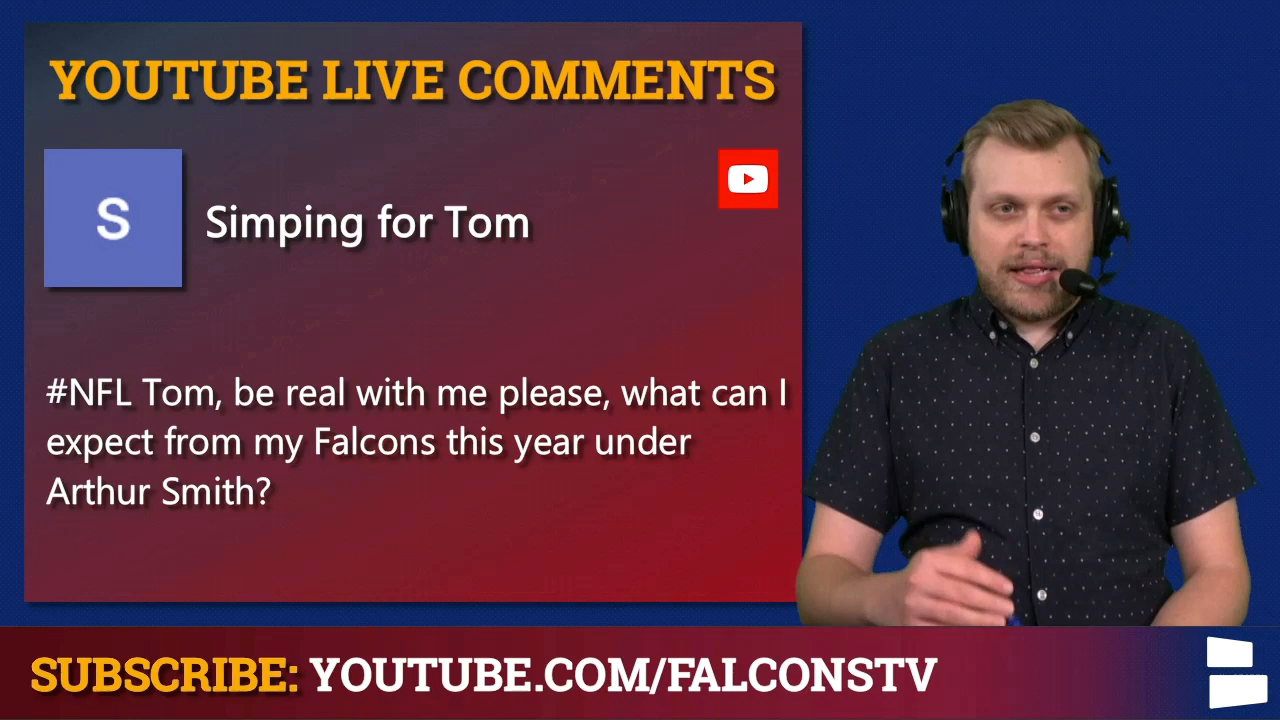 YOUTUBE LIVE COMMENTS
S
Simping for Tom
#NFL Tom, be real with me please, what can I
expect from my Falcons this year under
Arthur Smith?
SUBSCRIBE: YOUTUBE.COM/FALCONSTV